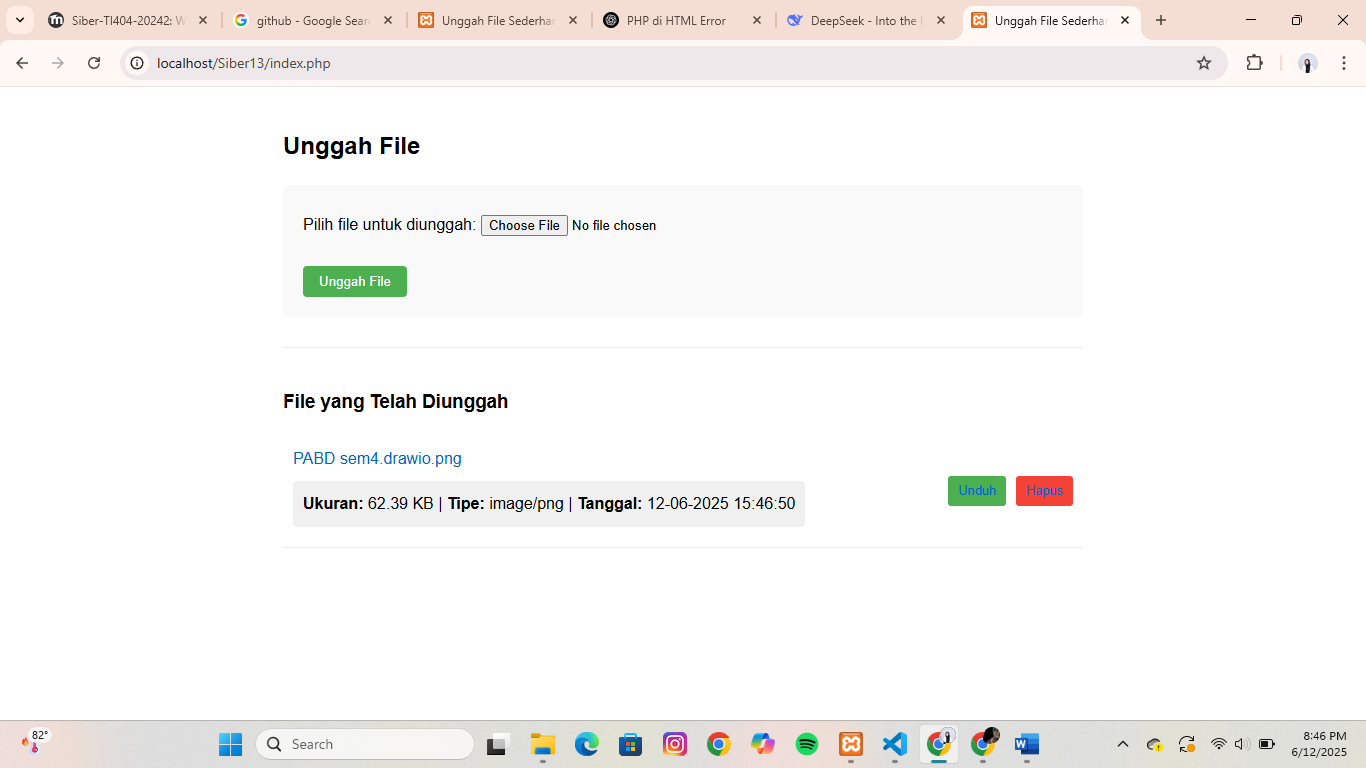 Siber-TI404-20242: W
github - Google Sear
Unggah File Sederha
PHP di HTML Error
DeepSeek - Into the U
Unggah File Sederha
localhost/Siber13/index.php
Unggah File
Pilih file untuk diunggah: Choose File No file chosen
Unggah File
File yang Telah Diunggah
PABD sem4.drawio.png
Ukuran: 62.39 KB | Tipe: image/png | Tanggal: 12-06-2025 15:46:50
Unduh Hapus
82°
Search
8:46 PM
6/12/2025